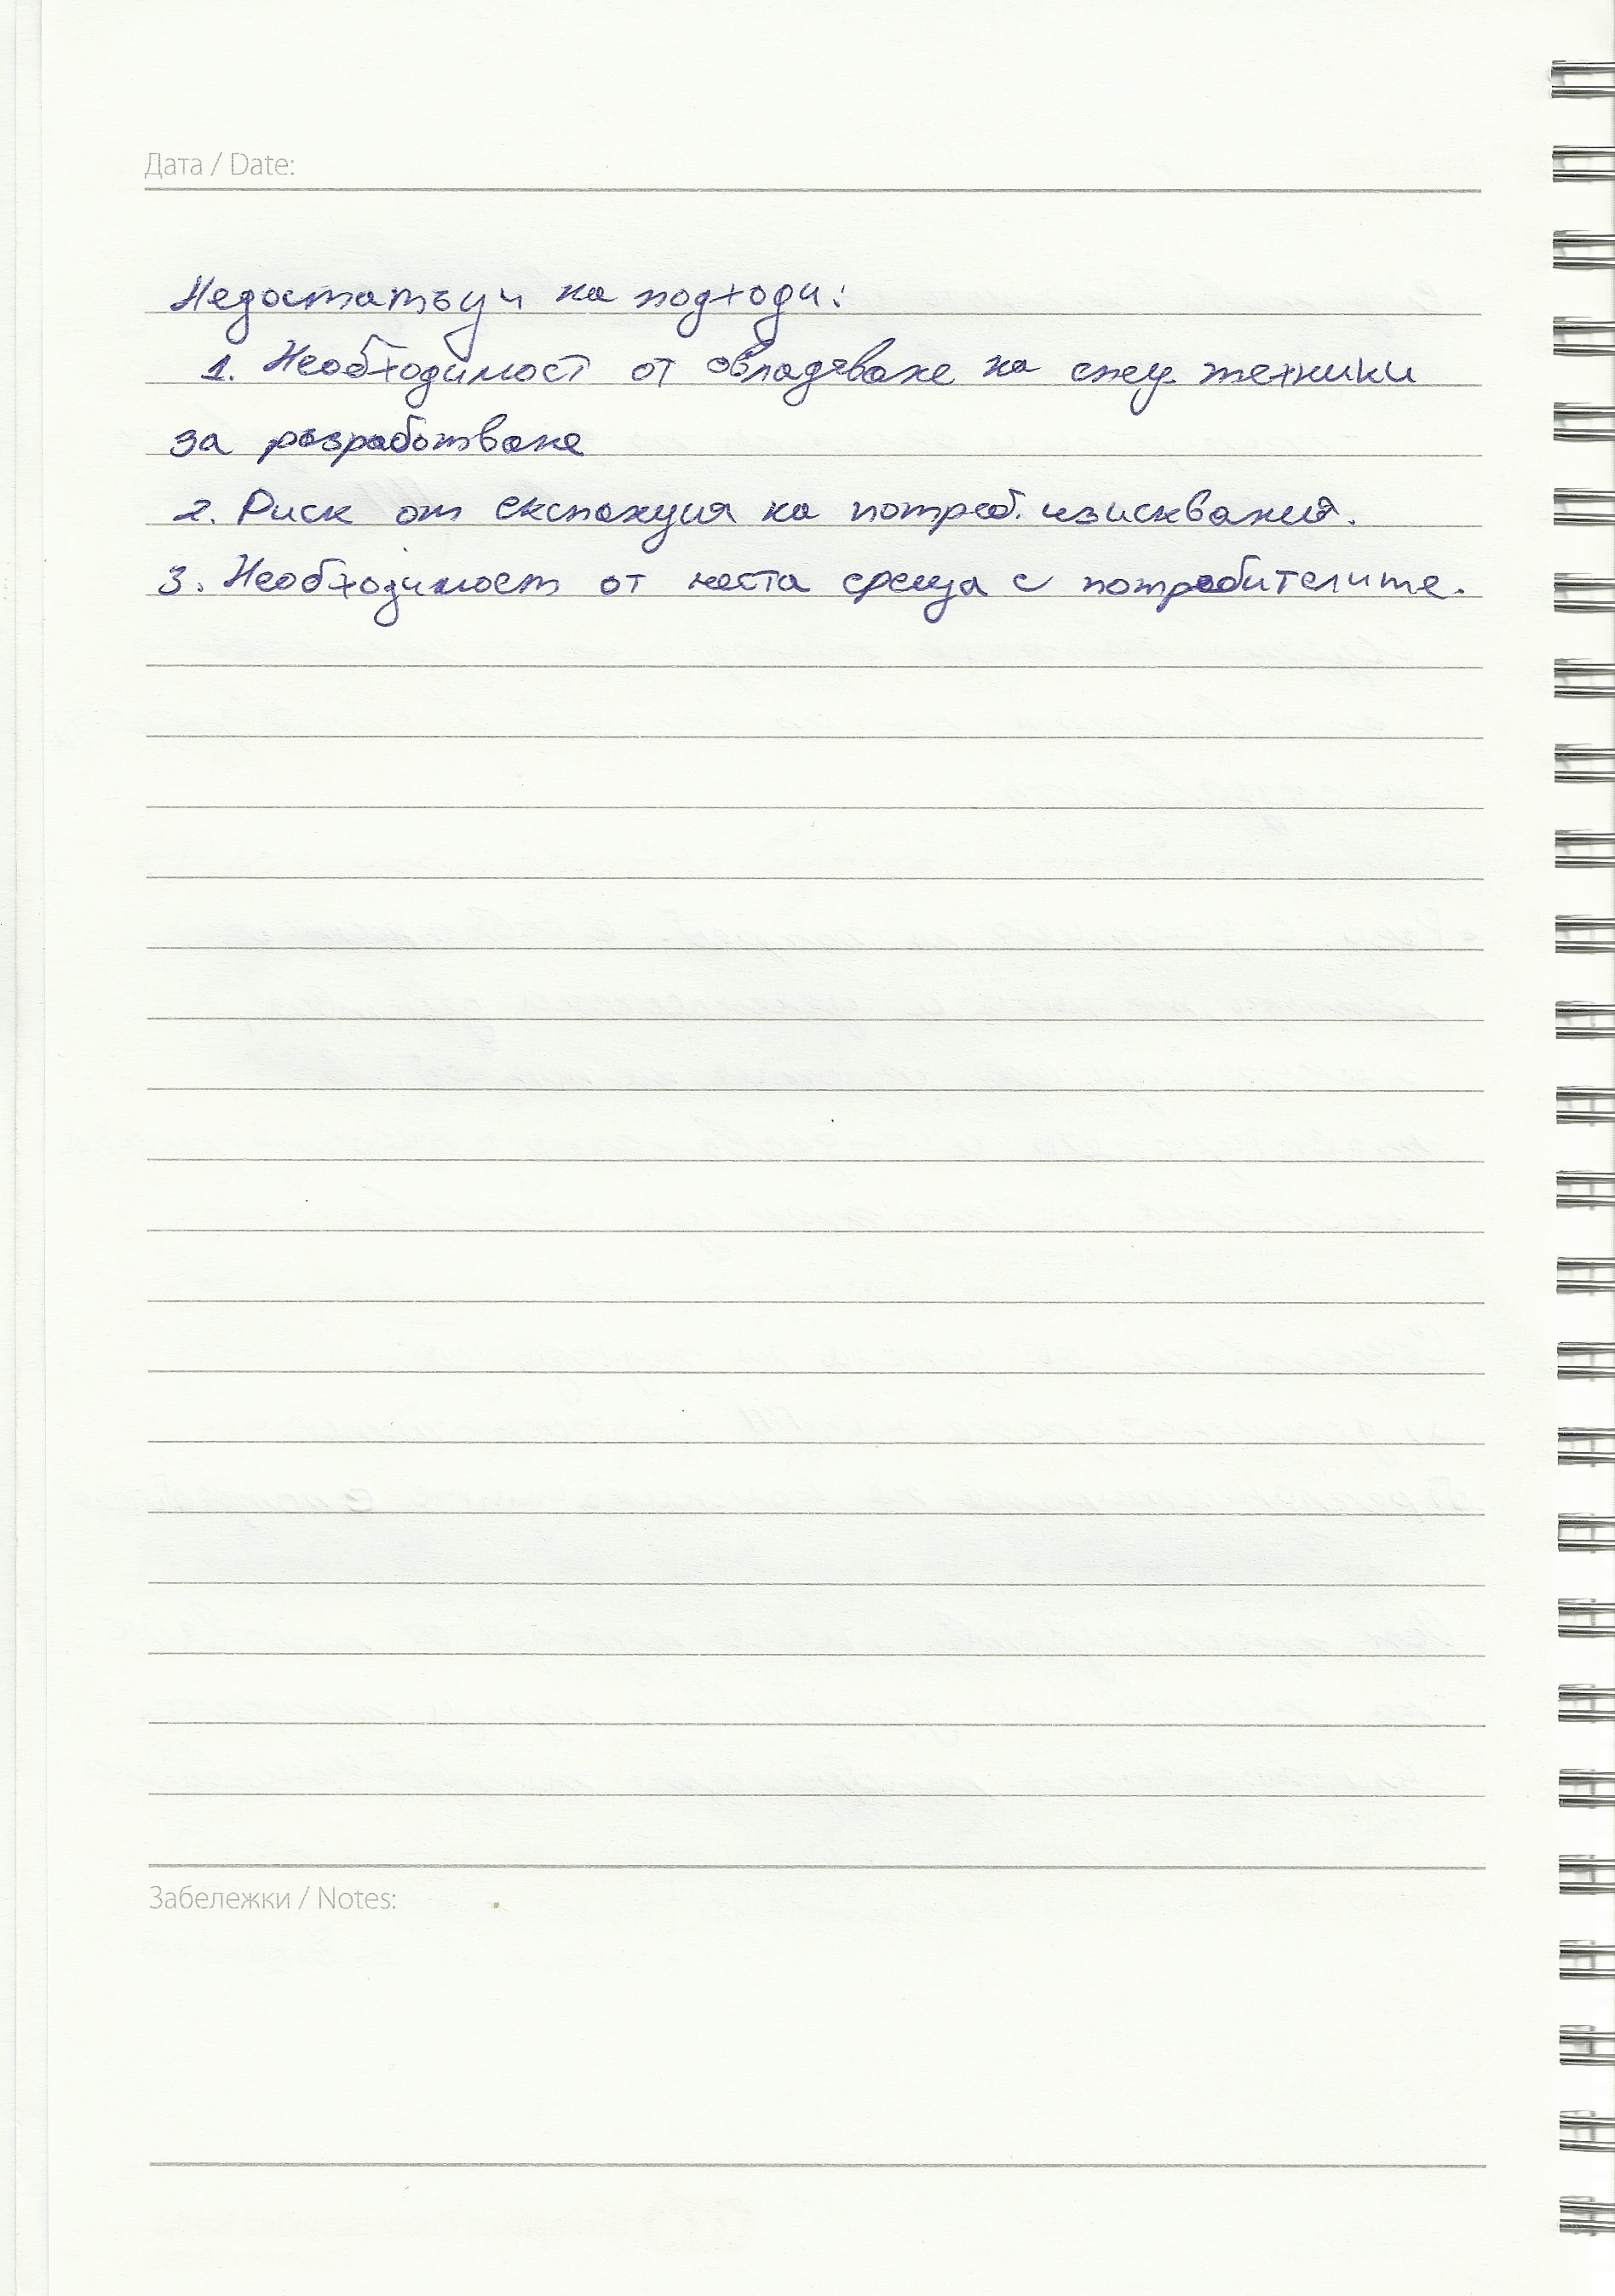 Дата / Date:
Недостатъци на подходи:
1. Необходимост от овладяване на спец. техники
за разработване
2. Риск от експанзия на потреб. изисквания.
3. Необходимост от честа среща с потребителите.
Забележки / Notes: